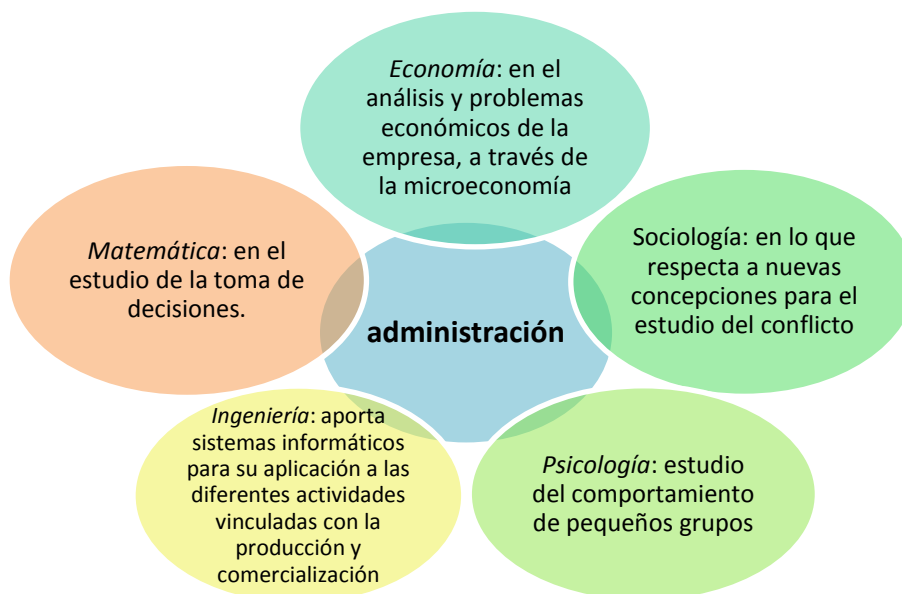 Economía: en el
análisis y problemas
económicos de la
empresa, a través de
la microeconomía
Matemática: en el
estudio de la toma de
decisiones.
Sociología: en lo que
respecta a nuevas
concepciones para el
estudio del conflicto
administración
Ingeniería: aporta
sistemas informáticos
para su aplicación a las
diferentes actividades
vinculadas con la
producción y
comercialización
Psicología: estudio
del comportamiento
de pequeños grupos